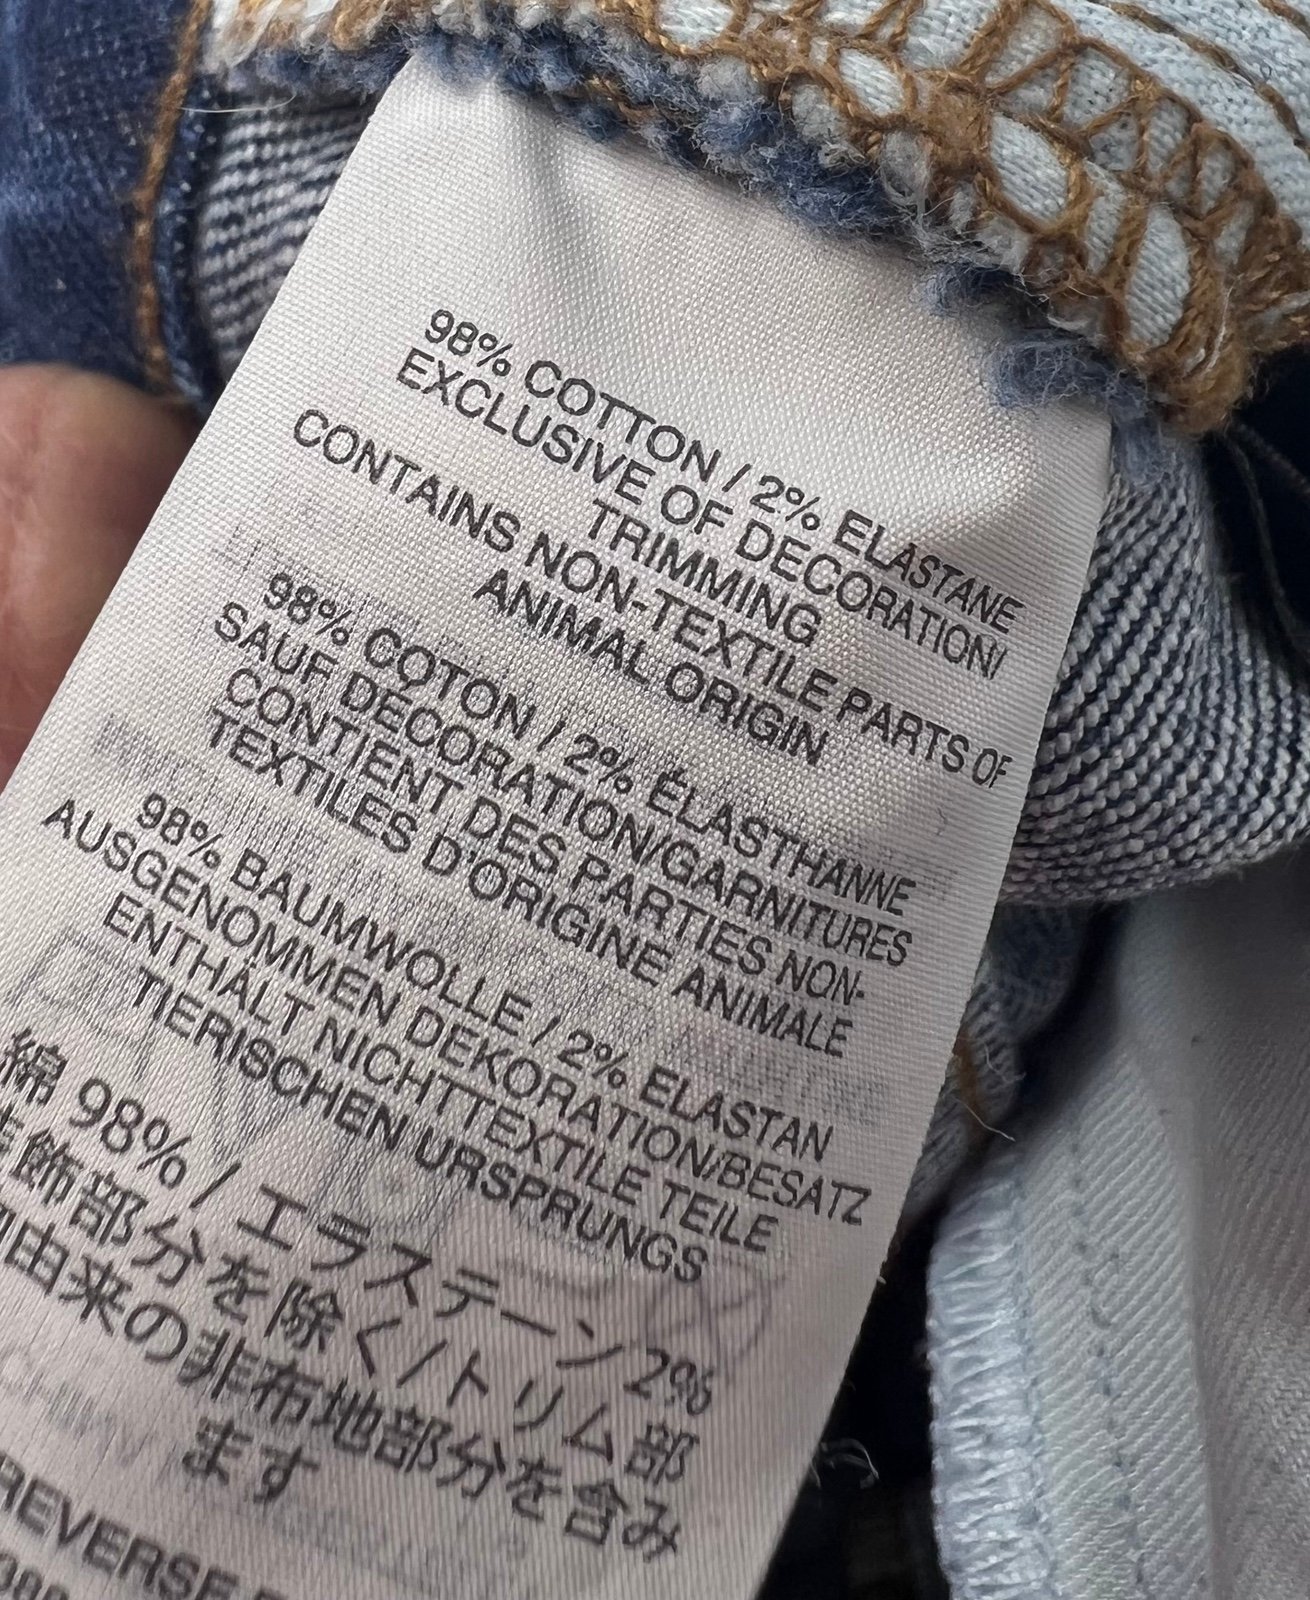 98% COTTON / 2% ELASTANE
EXCLUSIVE OF DECORATION/
TRIMMING
CONTAINS NON-TEXTILE PARTS OF
ANIMAL ORIGIN
98% COTON / 2% ÉLASTHANNE
SAUF DECORATION/GARNITURES
CONTIENT DES PARTIES NON-
TEXTILES D'ORIGINE ANIMALE
98% BAUMWOLLE / 2% ELASTAN
AUSGENOMMEN DEKORATION/BESATZ
ENTHÄLT NICHTTEXTILE TEILE
TIERISCHEN URSPRUNGS
綿 98% / エラステーン 2%
飾部分を除く/トリム部
由来の非布地部分を含み
ます
REVERSE